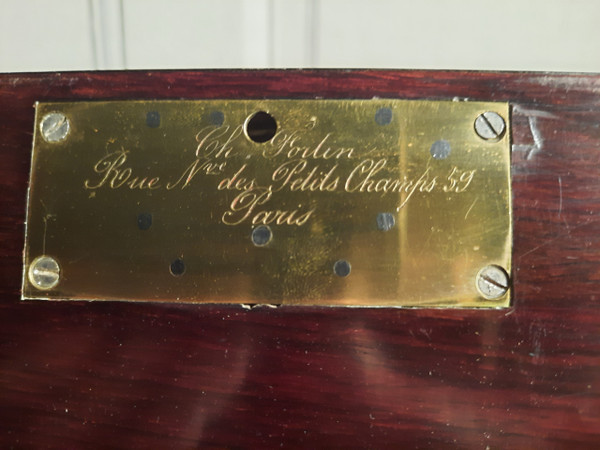 Ch. Fortin
Rue Nve des Petits Champs 59
Paris